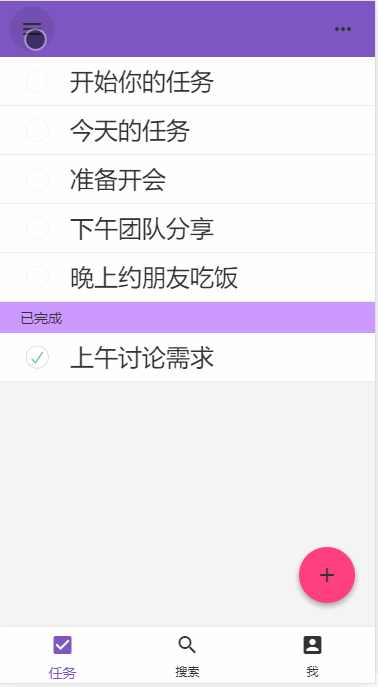 开始你的任务
今天的任务
准备开会
下午团队分享
晚上约朋友吃饭
已完成
上午讨论需求
任务
搜索
我